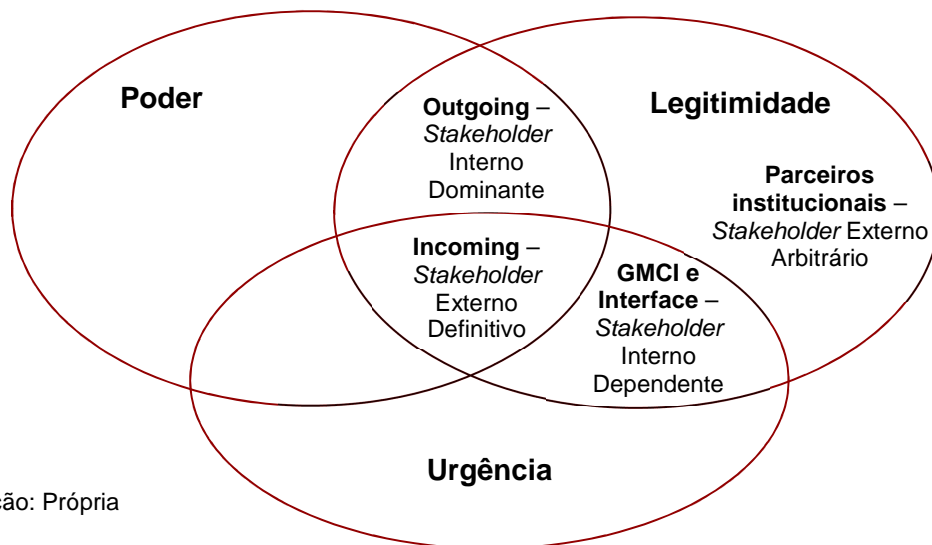 Poder
Legitimidade
Outgoing –
Stakeholder
Interno
Dominante
Parceiros
institucionais –
Stakeholder Externo
Arbitrário
Incoming –
Stakeholder
Externo
Definitivo
GMCI e
Interface –
Stakeholder
Interno
Dependente
Urgência
ção: Própria